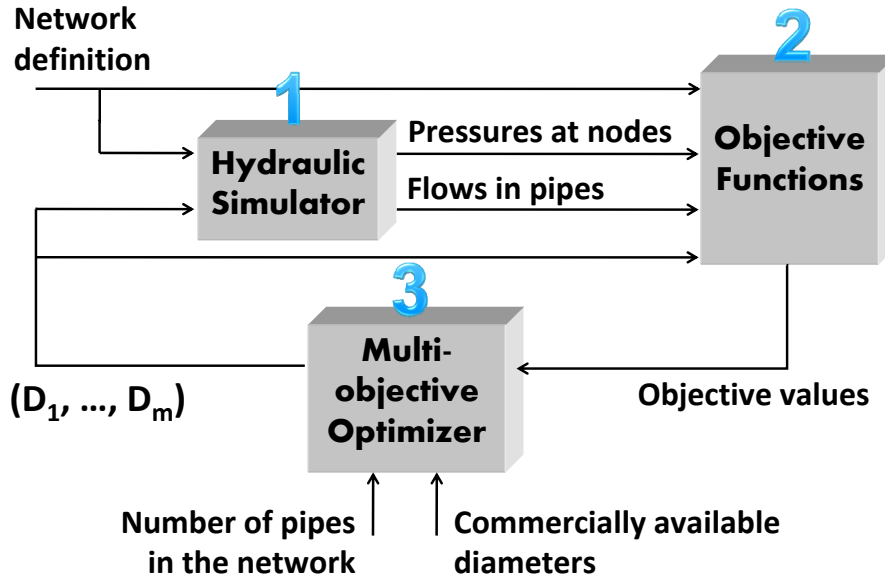 Network
definition
1
2
Hydraulic
Simulator
Pressures at nodes
Flows in pipes
Objective
Functions
3
Multi-
objective
Optimizer
(D1, …, Dm)
Objective values
Number of pipes
in the network
Commercially available
diameters